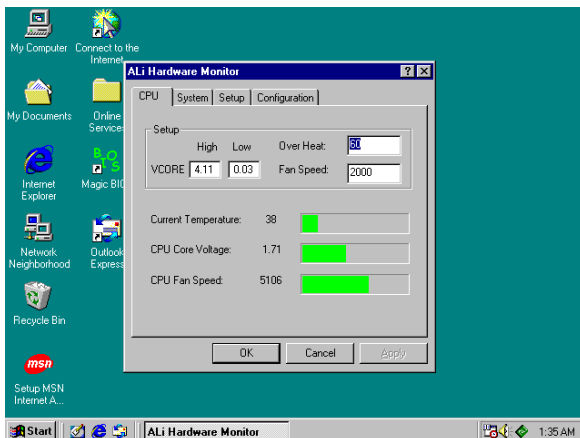 My Computer
Connect to the
Internet
My Documents
Online
Services
Internet
Explorer
Magic BIO
Network
Neighborhood
Outlook
Express
Recycle Bin
msn
Setup MSN
Internet A...
ALi Hardware Monitor
CPU System Setup Configuration
Setup
High Low Over Heat: 60
VCORE 4.11 0.03 Fan Speed: 2000
Current Temperature: 38
CPU Core Voltage: 1.71
CPU Fan Speed: 5106
OK Cancel Apply
Start ALi Hardware Monitor 1:35 AM